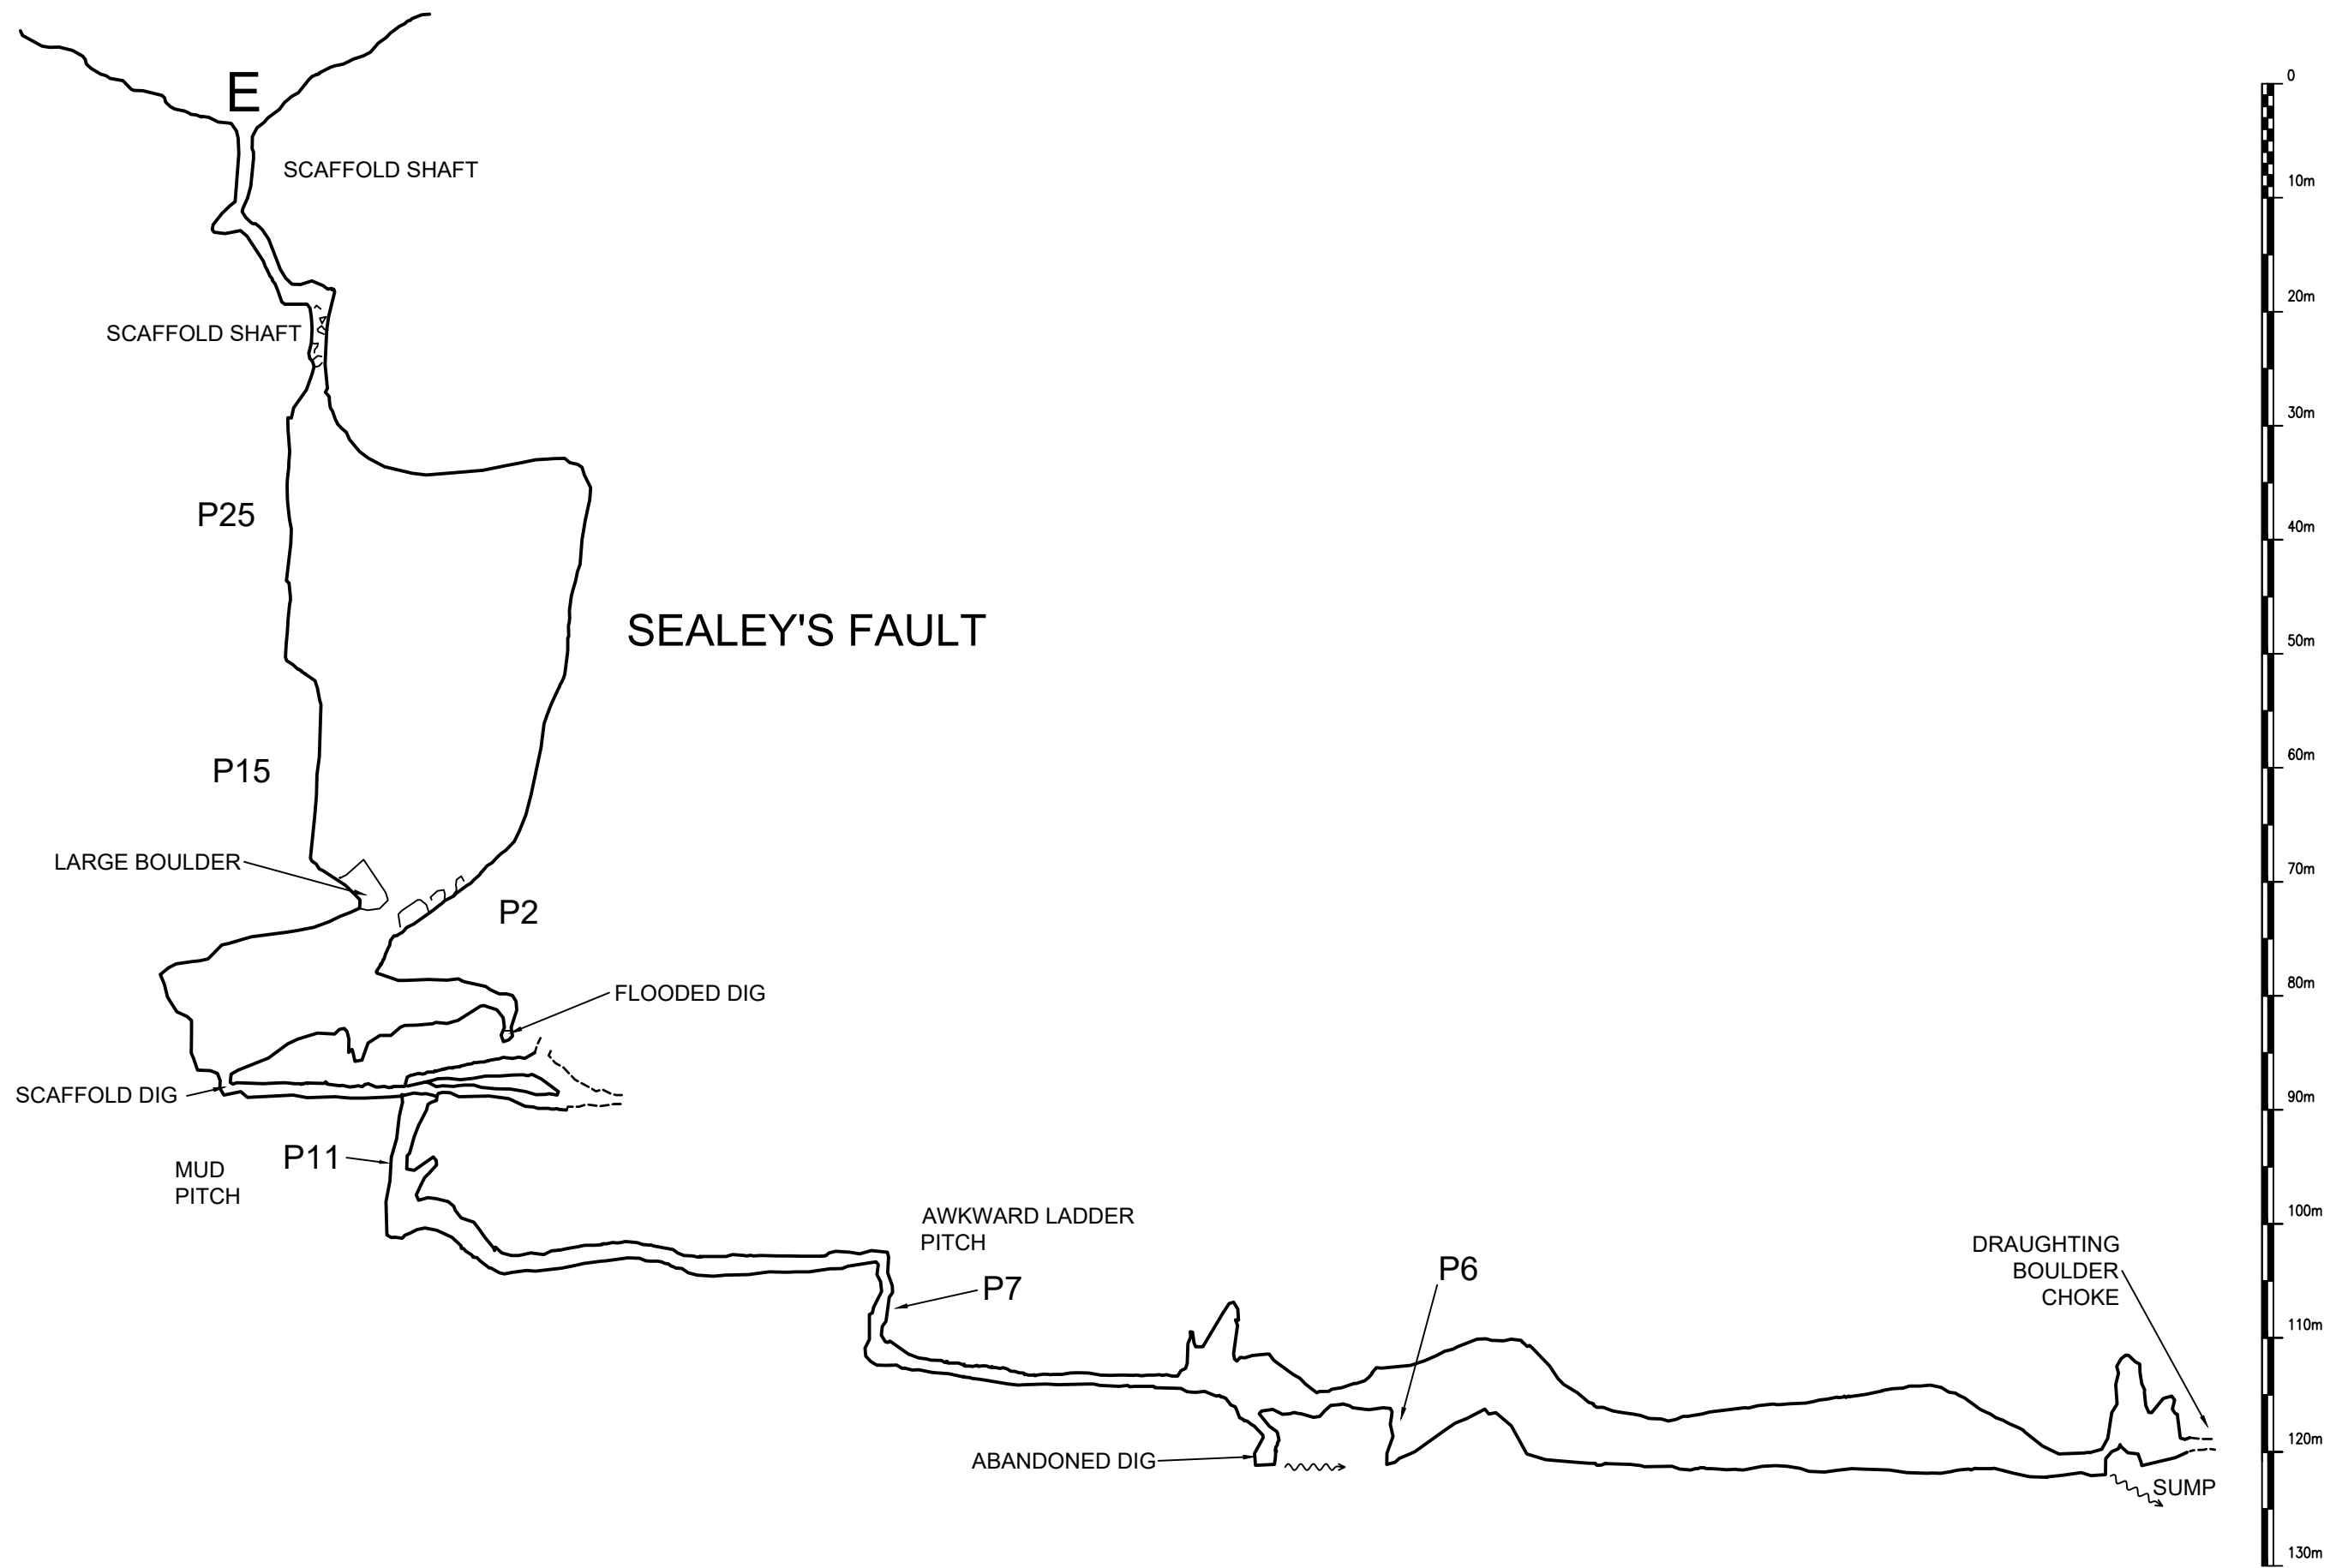 E
SCAFFOLD SHAFT
SCAFFOLD SHAFT
P25
SEALEY'S FAULT
P15
LARGE BOULDER
P2
FLOODED DIG
SCAFFOLD DIG
P11
MUD
PITCH
AWKWARD LADDER
PITCH
P7
P6
DRAUGHTING
BOULDER
CHOKE
ABANDONED DIG
SUMP
0
10m
20m
30m
40m
50m
60m
70m
80m
90m
100m
110m
120m
130m